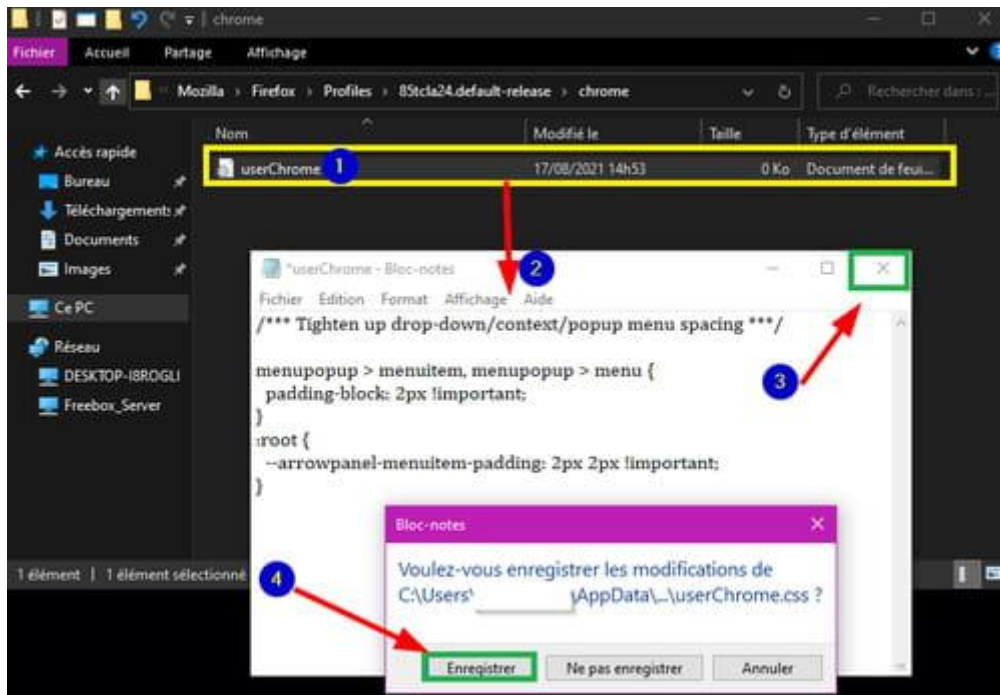 chrome
Fichier Accueil Partage Affichage
Mozilla › Firefox › Profiles › 85tcla24.default-release › chrome
Rechercher dans : ...
Nom Modifié le Taille Type d'élément
userChrome 1 17/08/2021 14h53 0 Ko Document de feui...
Accès rapide
Bureau
Téléchargements
Documents
Images
Ce PC
Réseau
DESKTOP-I8ROGLI
Freebox_Server
2
*userChrome - Bloc-notes
Fichier Edition Format Affichage Aide
/*** Tighten up drop-down/context/popup menu spacing ***/
menupopup > menuitem, menupopup > menu {
padding-block: 2px !important;
}
:root {
--arrowpanel-menuitem-padding: 2px 2px !important;
}
3
Bloc-notes
Voulez-vous enregistrer les modifications de
C:\Users\ \AppData\...\userChrome.css ?
Enregistrer Ne pas enregistrer Annuler
1 élément | 1 élément sélectionné
4